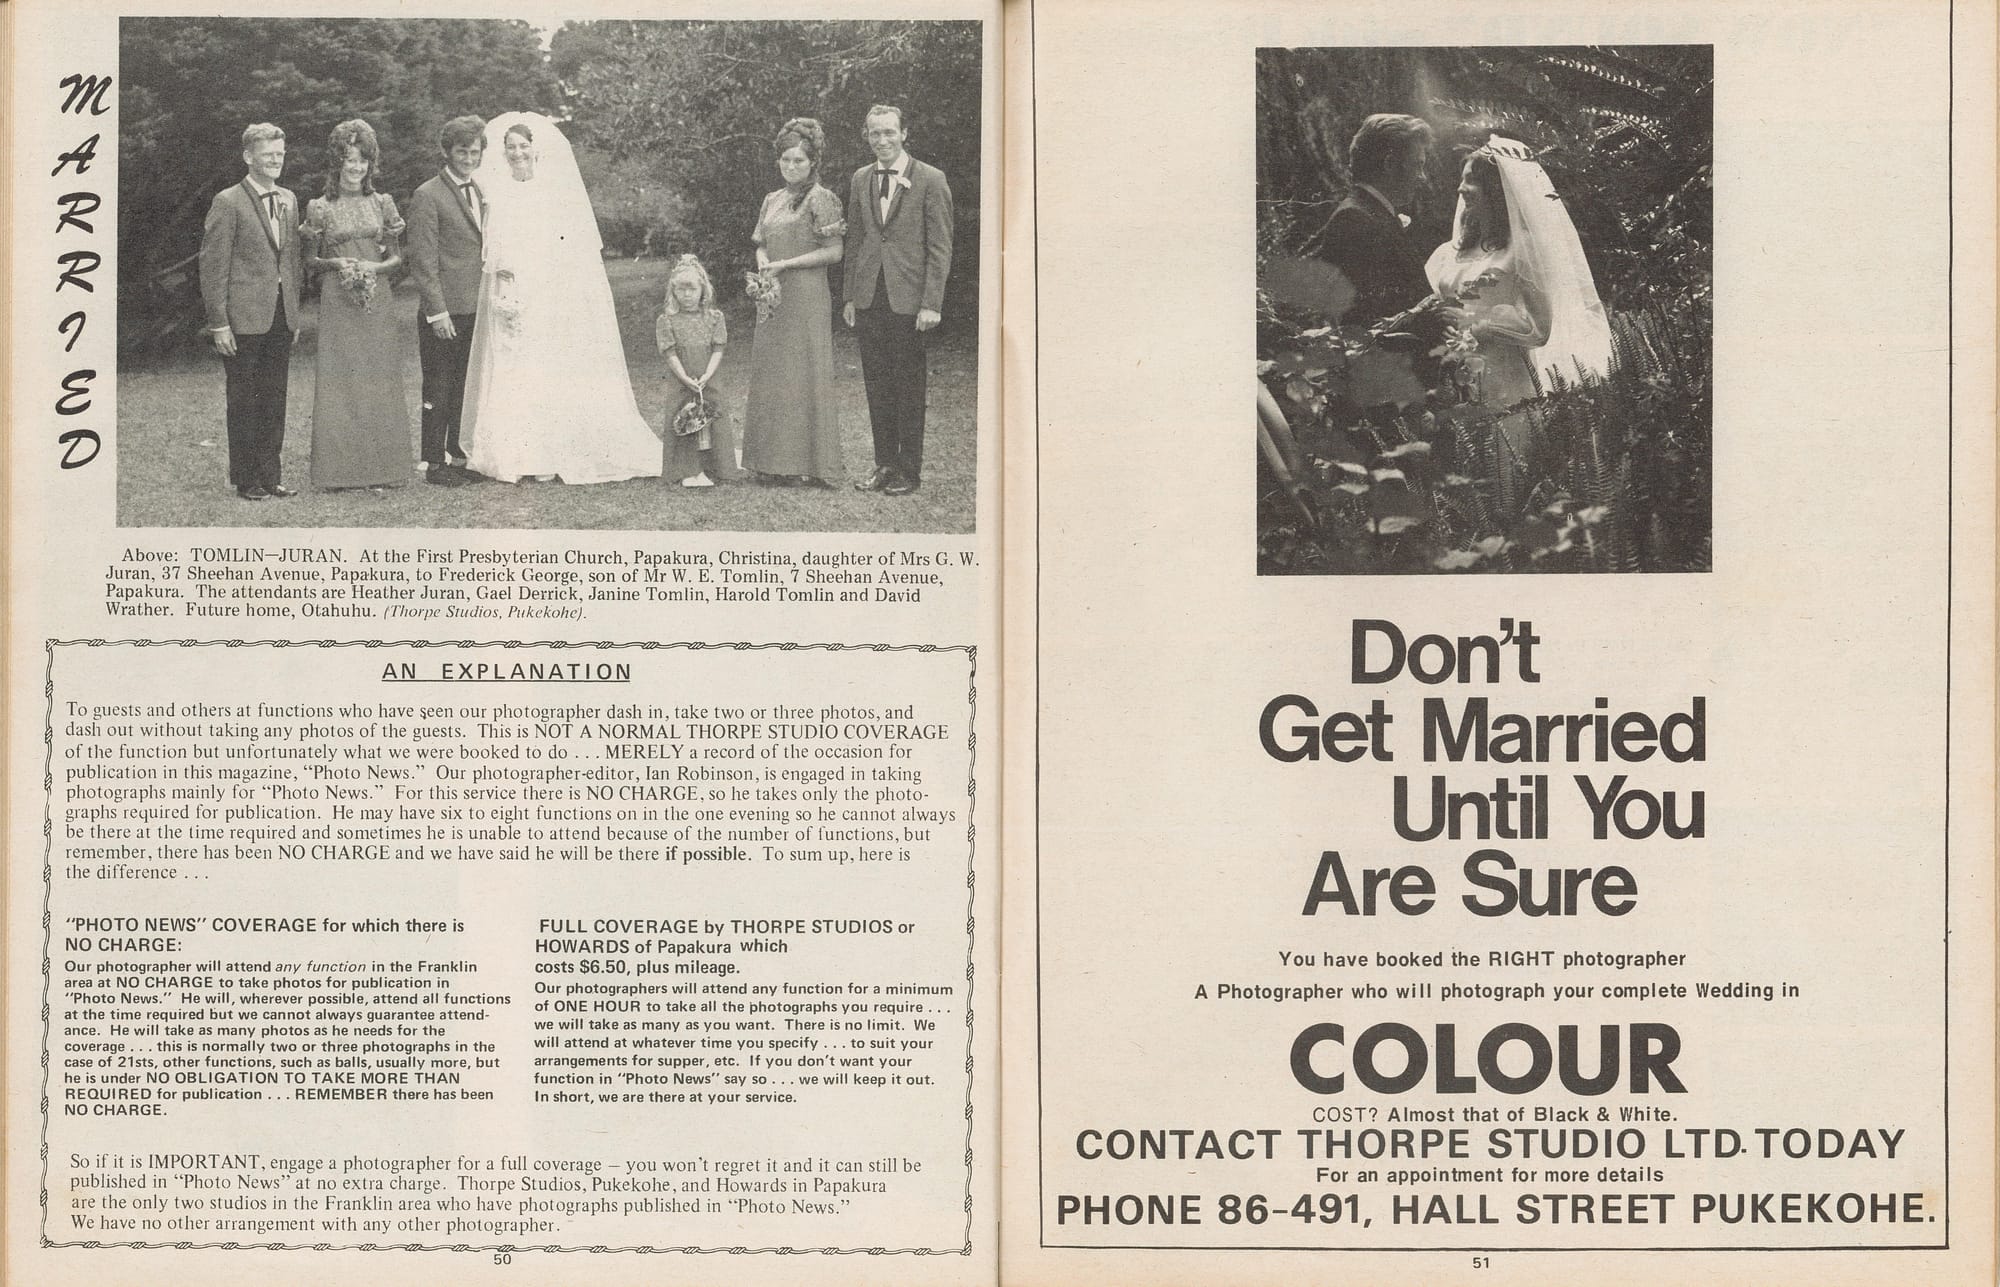 MARRIED
Above: TOMLIN—JURAN. At the First Presbyterian Church, Papakura, Christina, daughter of Mrs G. W.
Juran, 37 Sheehan Avenue, Papakura, to Frederick George, son of Mr W. E. Tomlin, 7 Sheehan Avenue,
Papakura. The attendants are Heather Juran, Gael Derrick, Janine Tomlin, Harold Tomlin and David
Wrather. Future home, Otahuhu. (Thorpe Studios, Pukekohe).
AN EXPLANATION
To guests and others at functions who have seen our photographer dash in, take two or three photos, and
dash out without taking any photos of the guests. This is NOT A NORMAL THORPE STUDIO COVERAGE
of the function but unfortunately what we were booked to do . . . MERELY a record of the occasion for
publication in this magazine, “Photo News.” Our photographer-editor, Ian Robinson, is engaged in taking
photographs mainly for “Photo News.” For this service there is NO CHARGE, so he takes only the photo-
graphs required for publication. He may have six to eight functions on in the one evening so he cannot always
be there at the time required and sometimes he is unable to attend because of the number of functions, but
remember, there has been NO CHARGE and we have said he will be there if possible. To sum up, here is
the difference . . .
“PHOTO NEWS” COVERAGE for which there is
NO CHARGE:
Our photographer will attend any function in the Franklin
area at NO CHARGE to take photos for publication in
“Photo News.” He will, wherever possible, attend all functions
at the time required but we cannot always guarantee attend-
ance. He will take as many photos as he needs for the
coverage . . . this is normally two or three photographs in the
case of 21sts, other functions, such as balls, usually more, but
he is under NO OBLIGATION TO TAKE MORE THAN
REQUIRED for publication . . . REMEMBER there has been
NO CHARGE.
FULL COVERAGE by THORPE STUDIOS or
HOWARDS of Papakura which
costs $6.50, plus mileage.
Our photographers will attend any function for a minimum
of ONE HOUR to take all the photographs you require . . .
we will take as many as you want. There is no limit. We
will attend at whatever time you specify . . . to suit your
arrangements for supper, etc. If you don’t want your
function in “Photo News” say so . . . we will keep it out.
In short, we are there at your service.
So if it is IMPORTANT, engage a photographer for a full coverage – you won’t regret it and it can still be
published in “Photo News” at no extra charge. Thorpe Studios, Pukekohe, and Howards in Papakura
are the only two studios in the Franklin area who have photographs published in “Photo News.”
We have no other arrangement with any other photographer.
50
Don’t
Get Married
Until You
Are Sure
You have booked the RIGHT photographer
A Photographer who will photograph your complete Wedding in
COLOUR
COST? Almost that of Black & White.
CONTACT THORPE STUDIO LTD. TODAY
For an appointment for more details
PHONE 86-491, HALL STREET PUKEKOHE.
51